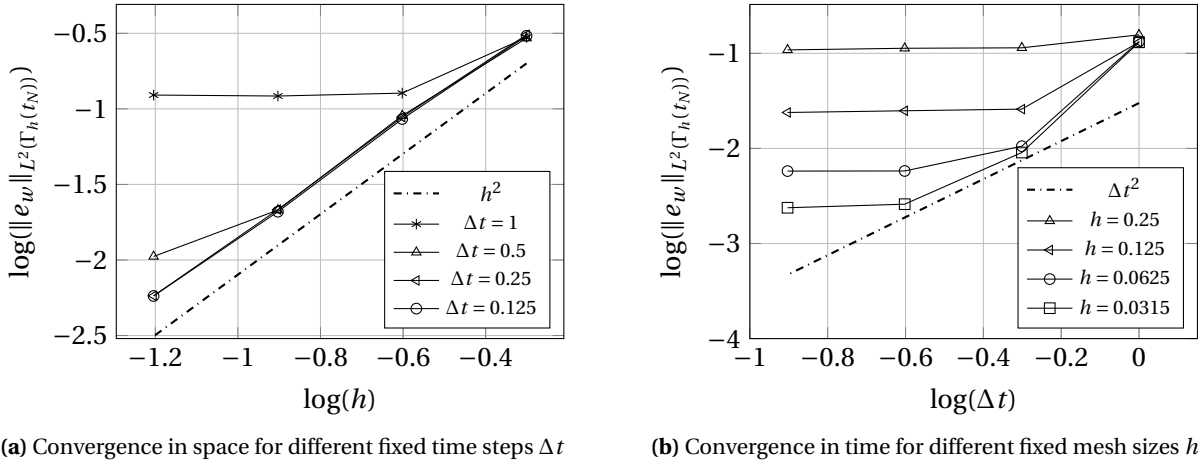 −0.5
−1
−1.5
−2
−2.5
−1.2
−1
−0.8
−0.6
−0.4
log(h)
log(∥e_w∥_{L²(Γ_h(t_N))})
h²
Δt = 1
Δt = 0.5
Δt = 0.25
Δt = 0.125
(a) Convergence in space for different fixed time steps Δt
−1
−2
−3
−4
−1
−0.8
−0.6
−0.4
−0.2
0
log(Δt)
log(∥e_w∥_{L²(Γ_h(t_N))})
Δt²
h = 0.25
h = 0.125
h = 0.0625
h = 0.0315
(b) Convergence in time for different fixed mesh sizes h